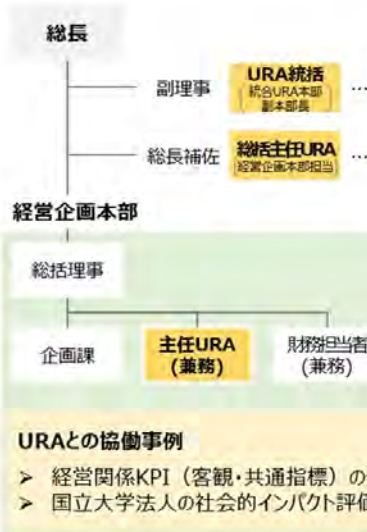 総長
副理事
URA統括
(統合URA本部
副本部長)
…
総長補佐
総括主任URA
(経営企画本部担当)
…
経営企画本部
総括理事
企画課
主任URA
(兼務)
財務担当者
(兼務)
URAとの協働事例
➢ 経営関係KPI（客観・共通指標）の
➢ 国立大学法人の社会的インパクト評価